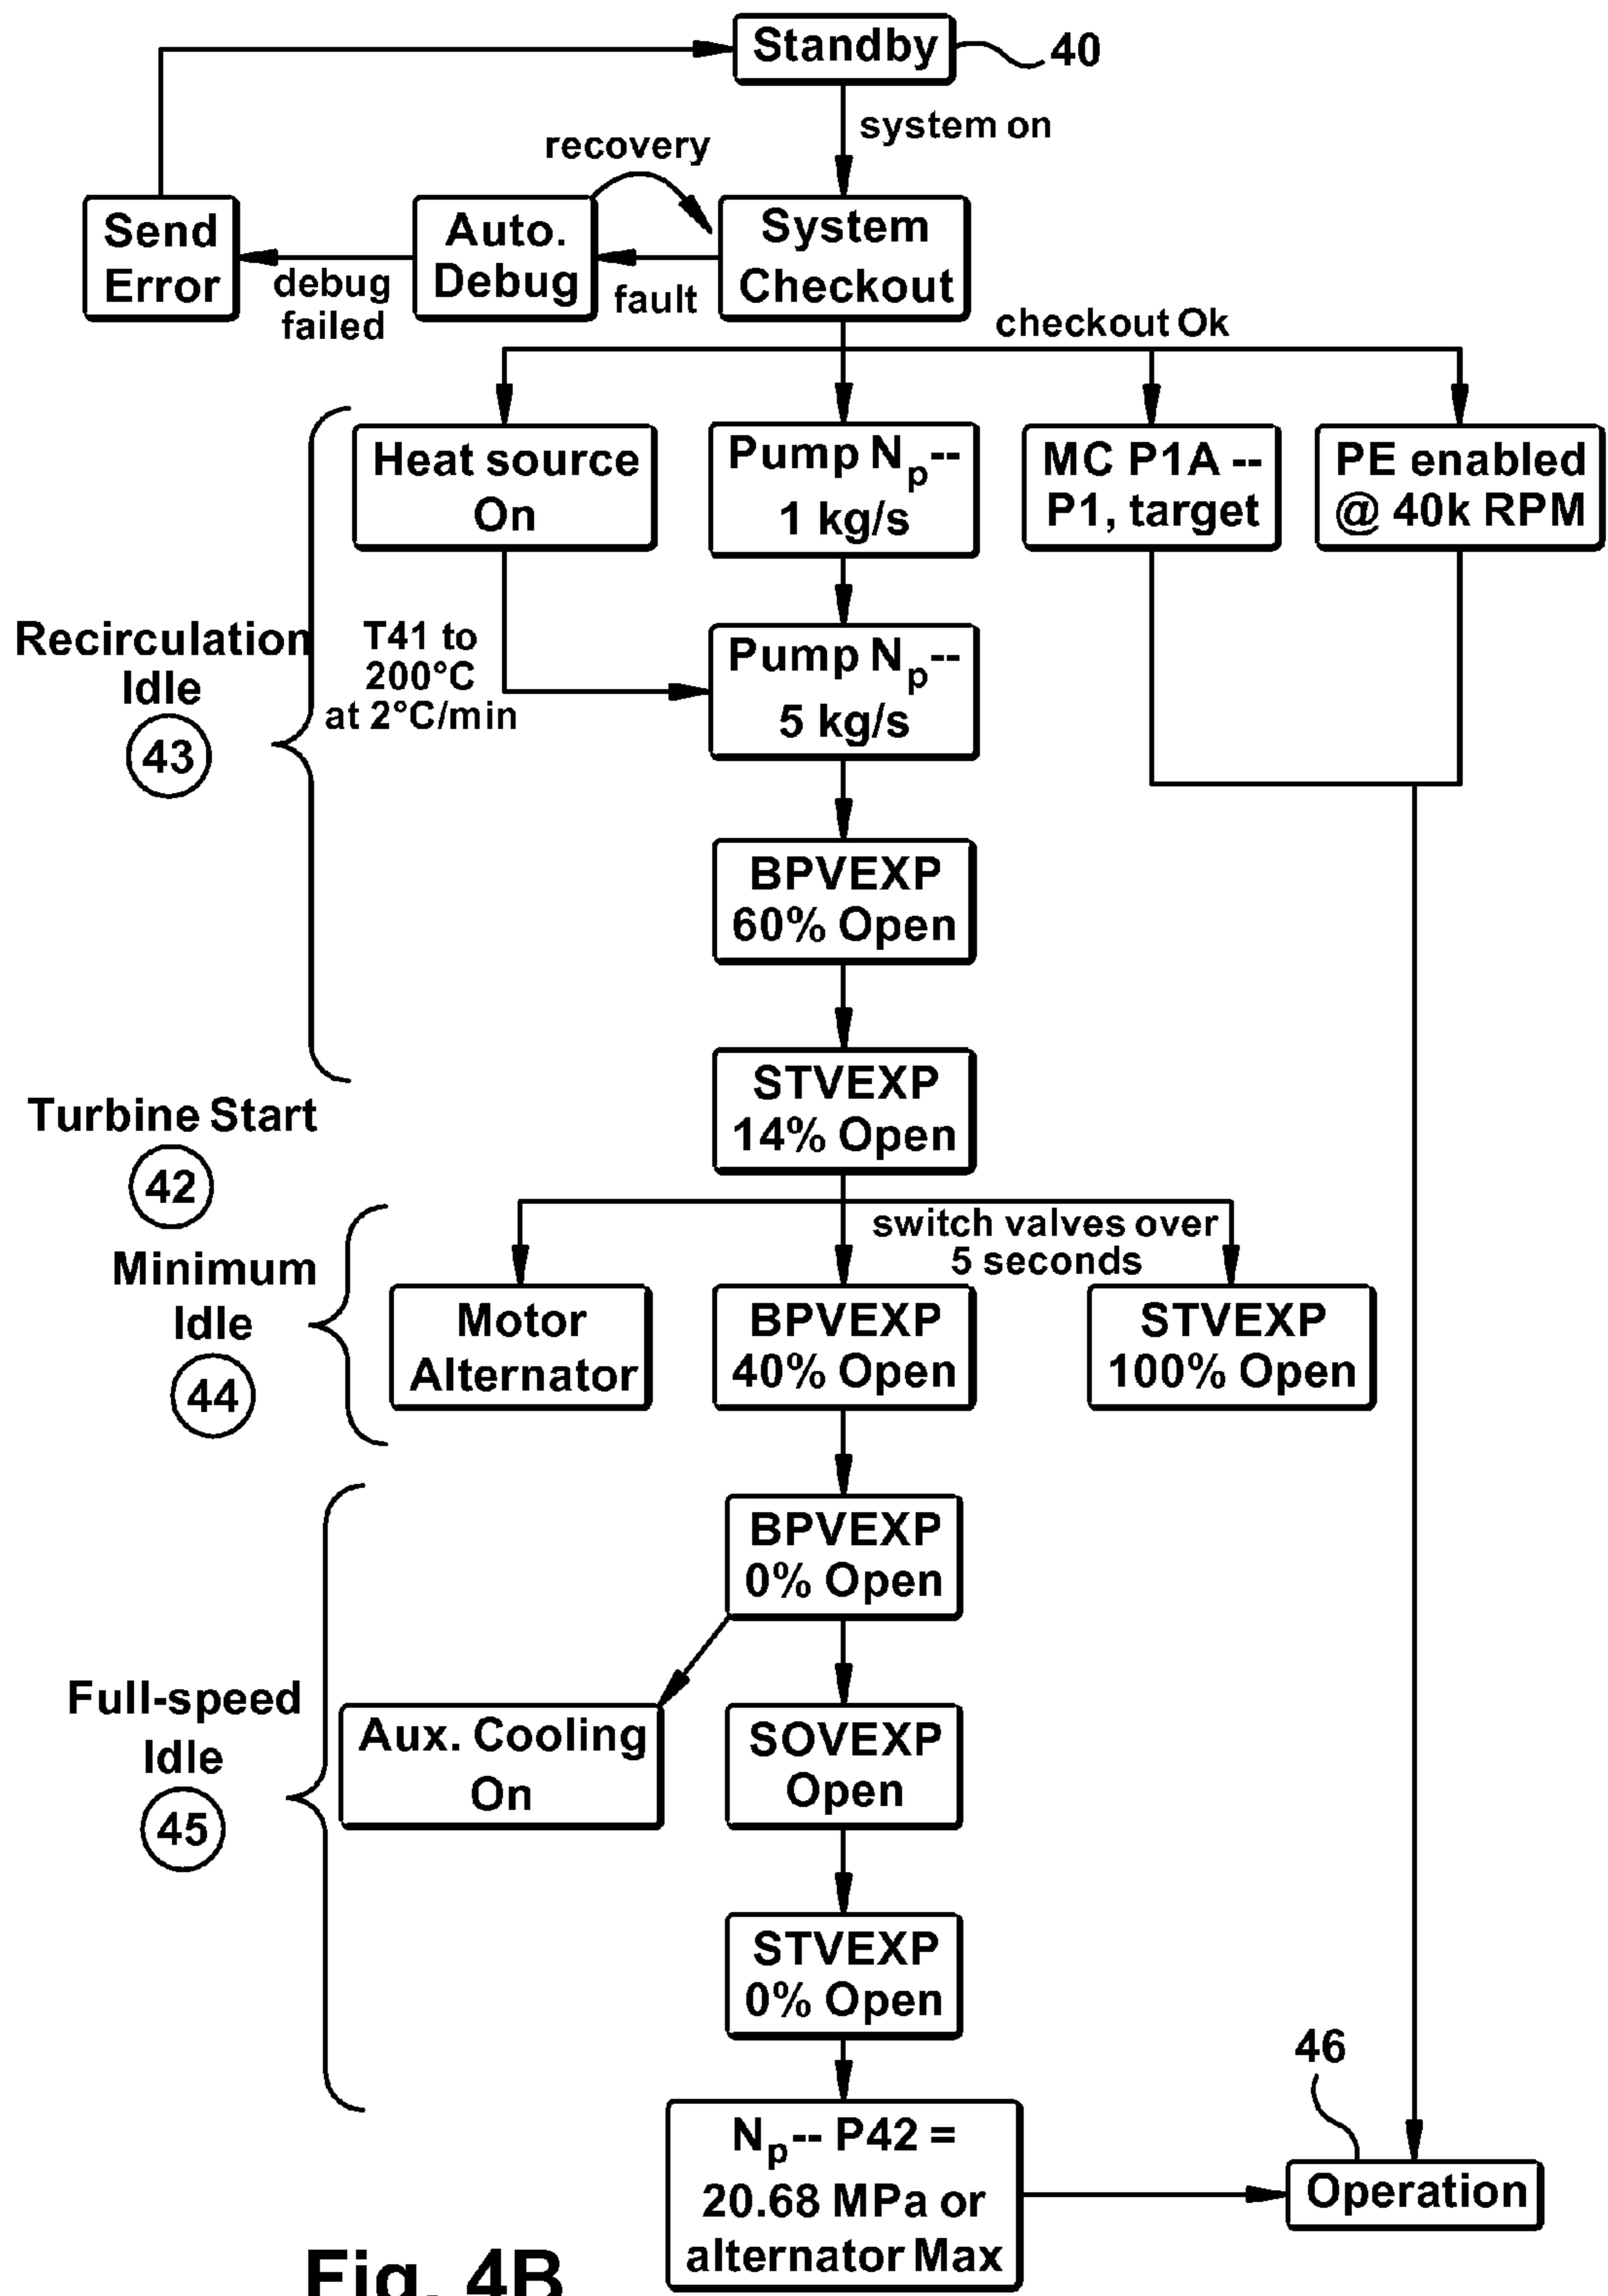 Standby
40
system on
recovery
Send
Error
Auto.
Debug
System
Checkout
debug
failed
fault
checkout Ok
Heat source
On
Pump Np--
1 kg/s
MC P1A --
P1, target
PE enabled
@ 40k RPM
Recirculation
Idle
43
T41 to
200°C
at 2°C/min
Pump Np--
5 kg/s
BPVEXP
60% Open
STVEXP
14% Open
Turbine Start
42
switch valves over
5 seconds
Minimum
Idle
44
Motor
Alternator
BPVEXP
40% Open
STVEXP
100% Open
BPVEXP
0% Open
Full-speed
Idle
45
Aux. Cooling
On
SOVEXP
Open
STVEXP
0% Open
46
Np-- P42 =
20.68 MPa or
alternator Max
Operation
Fig. 4B